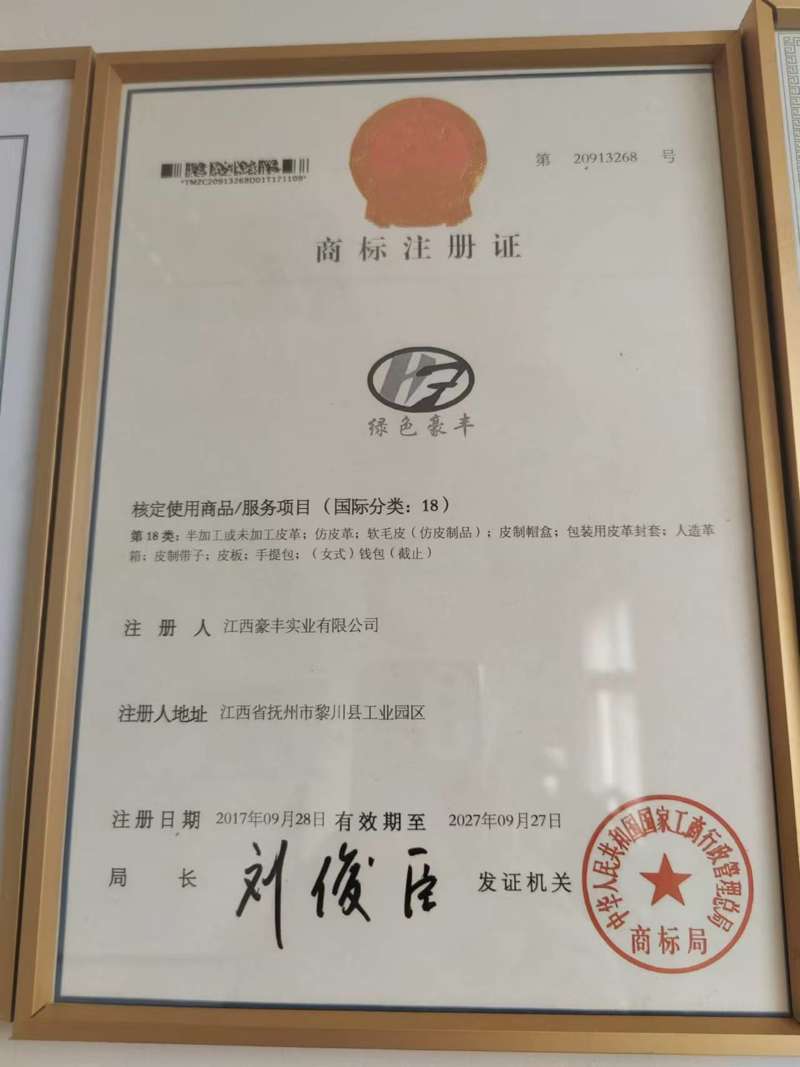 第 20913268 号
*TMZC20913268D01T171109*
商标注册证
HF
绿色豪丰
核定使用商品/服务项目（国际分类：18）
第18类：半加工或未加工皮革；仿皮革；软毛皮（仿皮制品）；皮制帽盒；包装用皮革封套；人造革
箱；皮制带子；皮板；手提包；（女式）钱包（截止）
注册人 江西豪丰实业有限公司
注册人地址 江西省抚州市黎川县工业园区
注册日期 2017年09月28日 有效期至 2027年09月27日
局长 刘俊臣 发证机关
中华人民共和国国家工商行政管理总局
商标局